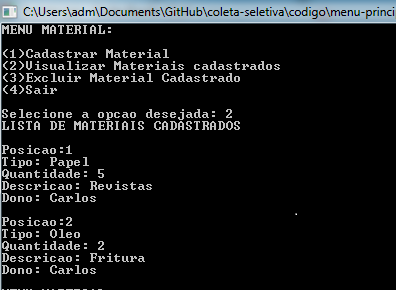 C:\Users\adm\Documents\GitHub\coleta-seletiva\codigo\menu-princi
MENU MATERIAL:
(1)Cadastrar Material
(2)Visualizar Materiais cadastrados
(3)Excluir Material Cadastrado
(4)Sair
Selecione a opcao desejada: 2
LISTA DE MATERIAIS CADASTRADOS
Posicao:1
Tipo: Papel
Quantidade: 5
Descricao: Revistas
Dono: Carlos
Posicao:2
Tipo: Oleo
Quantidade: 2
Descricao: Fritura
Dono: Carlos